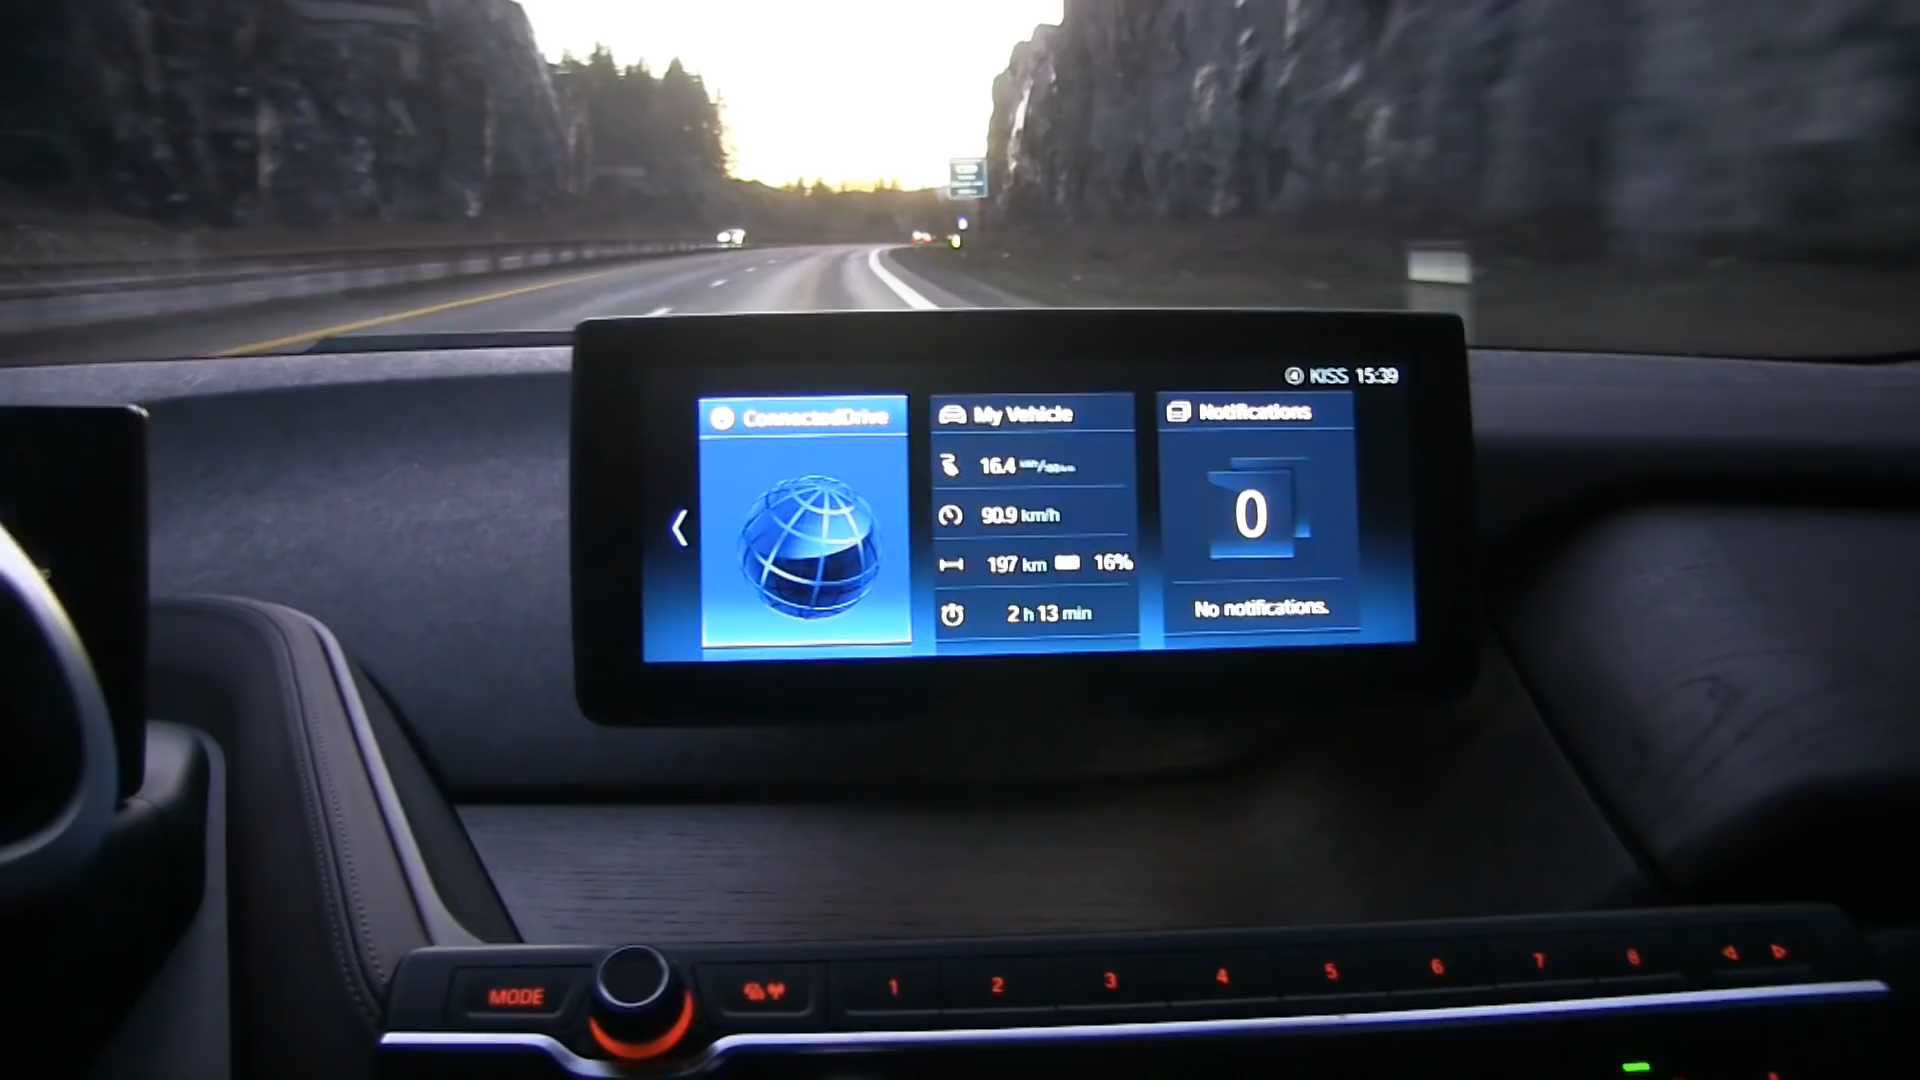 KISS 15:39
ConnectedDrive
My Vehicle
16.4
90.9 km/h
197 km 16%
2 h 13 min
Notifications
0
No notifications.
MODE
1 2 3 4 5 6 7 8